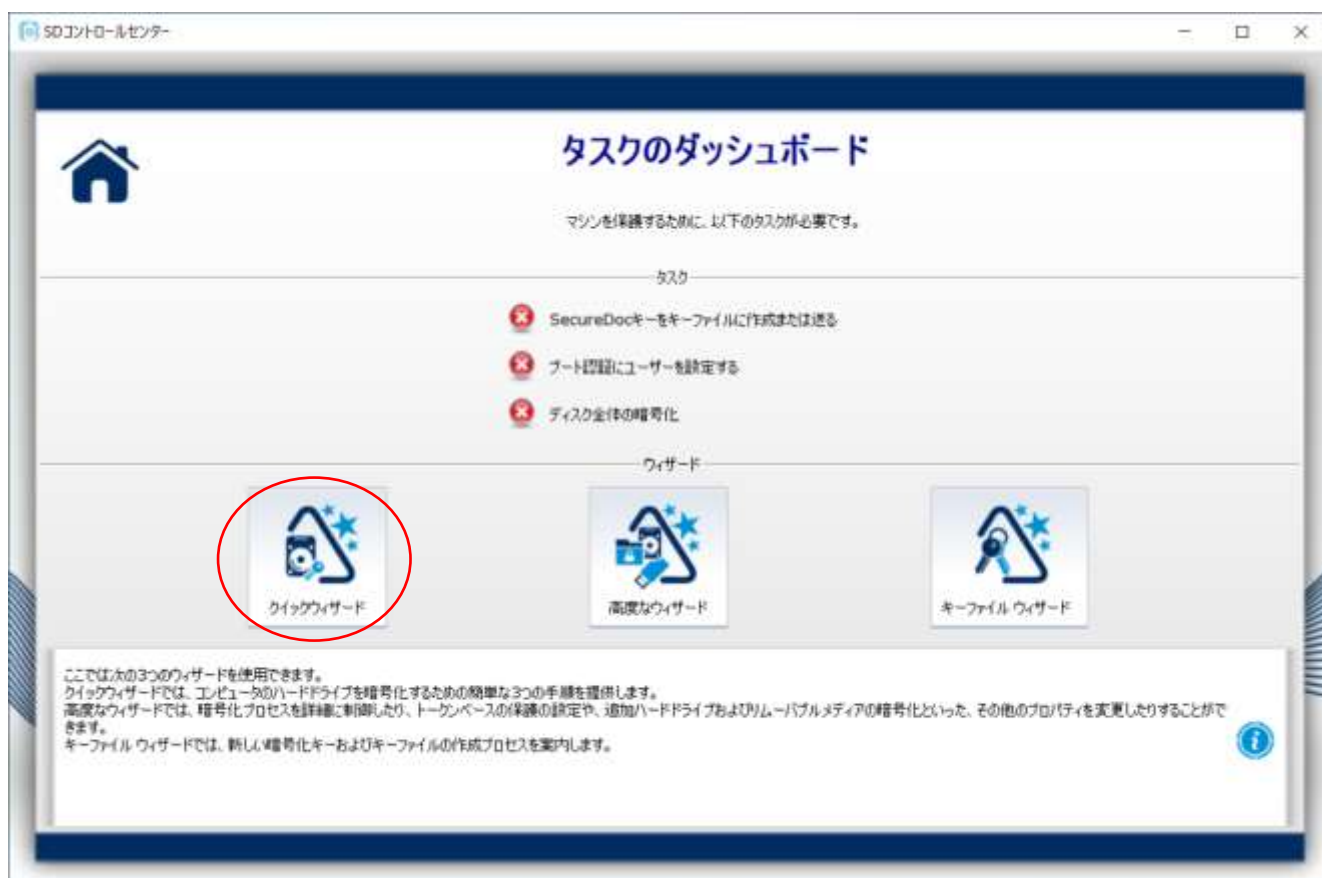 SDコントロールセンター
タスクのダッシュボード
マシンを保護するために、以下のタスクが必要です。
タスク
SecureDocキーをキーファイルに作成または送る
ブート認証にユーザーを設定する
ディスク全体の暗号化
ウィザード
クイックウィザード
高度なウィザード
キーファイル ウィザード
ここでは次の3つのウィザードを使用できます。
クイックウィザードでは、コンピュータのハードドライブを暗号化するための簡単な3つの手順を提供します。
高度なウィザードでは、暗号化プロセスを詳細に制御したり、トークンベースの保護の設定や、追加ハードドライブおよびリムーバブルメディアの暗号化といった、その他のプロパティを変更したりすることがで
きます。
キーファイル ウィザードでは、新しい暗号化キーおよびキーファイルの作成プロセスを案内します。